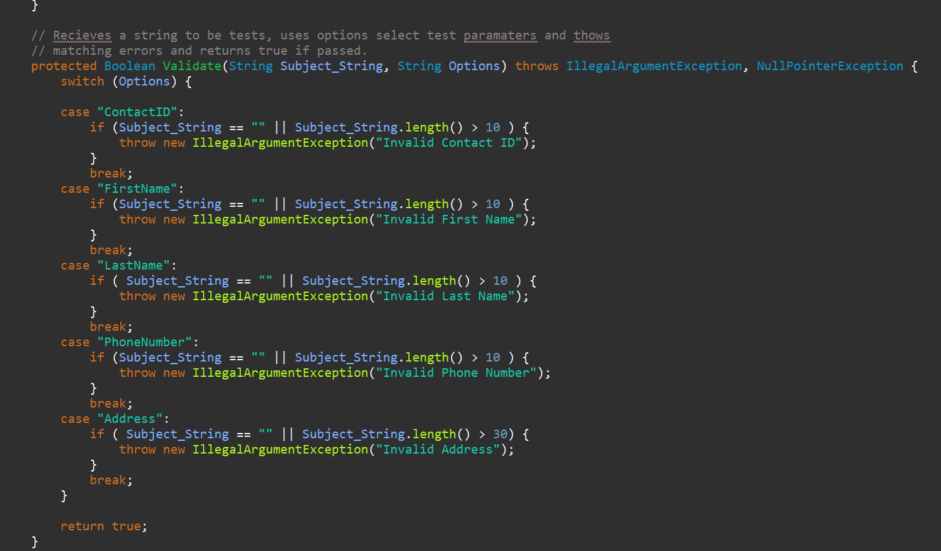 }
// Recieves a string to be tests, uses options select test paramaters and thows
// matching errors and returns true if passed.
protected Boolean Validate(String Subject_String, String Options) throws IllegalArgumentException, NullPointerException {
switch (Options) {
case "ContactID":
if (Subject_String == "" || Subject_String.length() > 10 ) {
throw new IllegalArgumentException("Invalid Contact ID");
}
break;
case "FirstName":
if (Subject_String == "" || Subject_String.length() > 10 ) {
throw new IllegalArgumentException("Invalid First Name");
}
break;
case "LastName":
if ( Subject_String == "" || Subject_String.length() > 10 ) {
throw new IllegalArgumentException("Invalid Last Name");
}
break;
case "PhoneNumber":
if (Subject_String == "" || Subject_String.length() > 10 ) {
throw new IllegalArgumentException("Invalid Phone Number");
}
break;
case "Address":
if ( Subject_String == "" || Subject_String.length() > 30) {
throw new IllegalArgumentException("Invalid Address");
}
break;
}
return true;
}